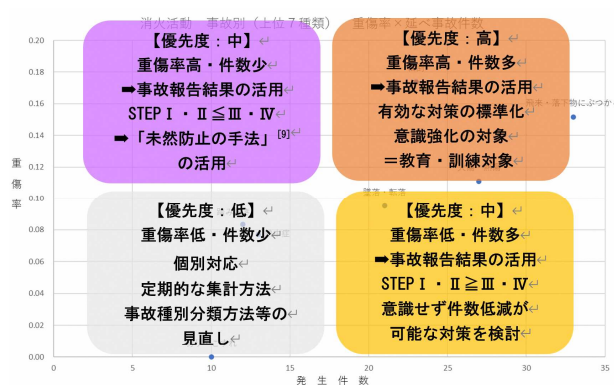 消火活動 事故別(上位7種類) 重傷率×延べ事故件数
【優先度:中】
重傷率高・件数少
➡事故報告結果の活用
STEPⅠ・Ⅱ≦Ⅲ・Ⅳ
➡「未然防止の手法」[9]
の活用
【優先度:高】
重傷率高・件数多
➡事故報告結果の活用
有効な対策の標準化
意識強化の対象
=教育・訓練対象
落下物にぶつか
墜落・転落
【優先度:低】
重傷率低・件数少
個別対応
定期的な集計方法
事故種別分類方法等の
見直し
【優先度:中】
重傷率低・件数多
➡事故報告結果の活用
STEPⅠ・Ⅱ≧Ⅲ・Ⅳ
意識せず件数低減が
可能な対策を検討
重傷率
0.20
0.18
0.16
0.14
0.12
0.10
0.08
0.06
0.04
0.02
0.00
0
5
10
15
20
25
30
35
発生件数